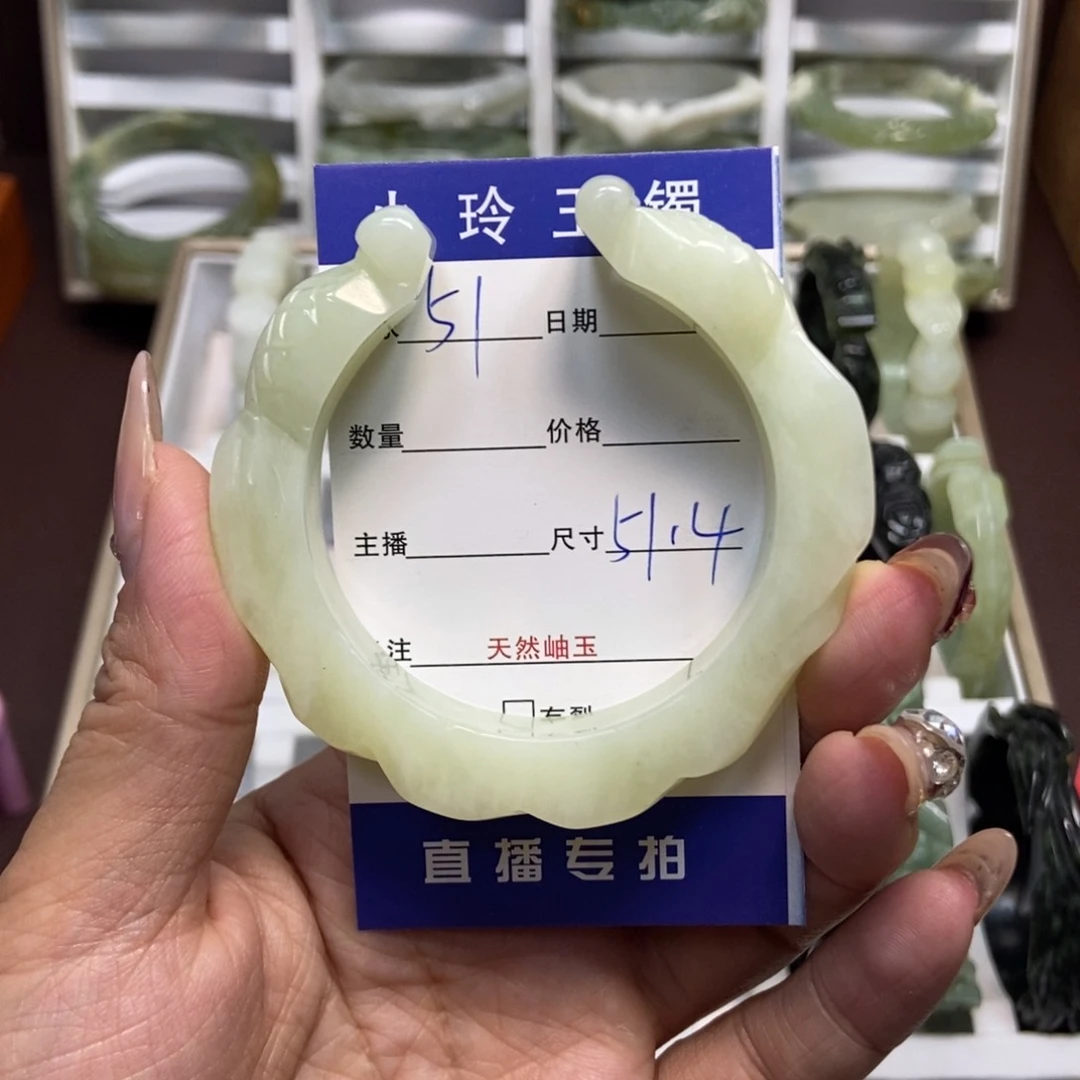 玲玉镯
51 日期
数量 价格
主播 尺寸 51.4
注 天然岫玉
直播专拍